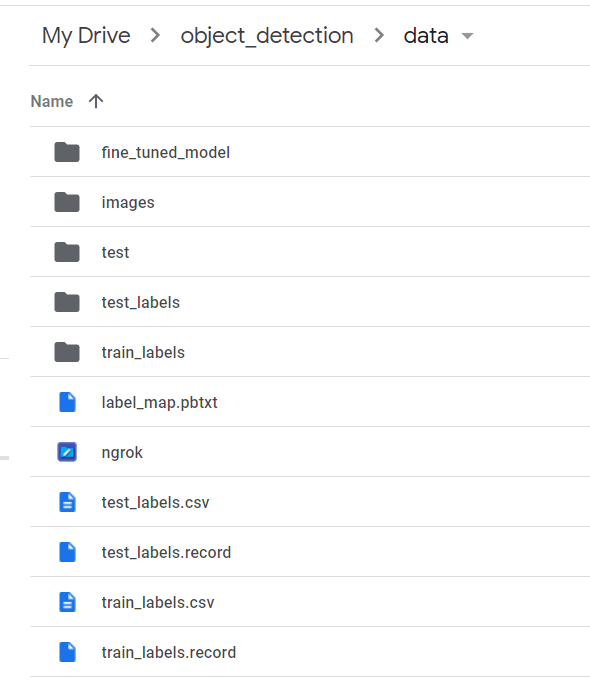 My Drive > object_detection > data
Name
fine_tuned_model
images
test
test_labels
train_labels
label_map.pbtxt
ngrok
test_labels.csv
test_labels.record
train_labels.csv
train_labels.record